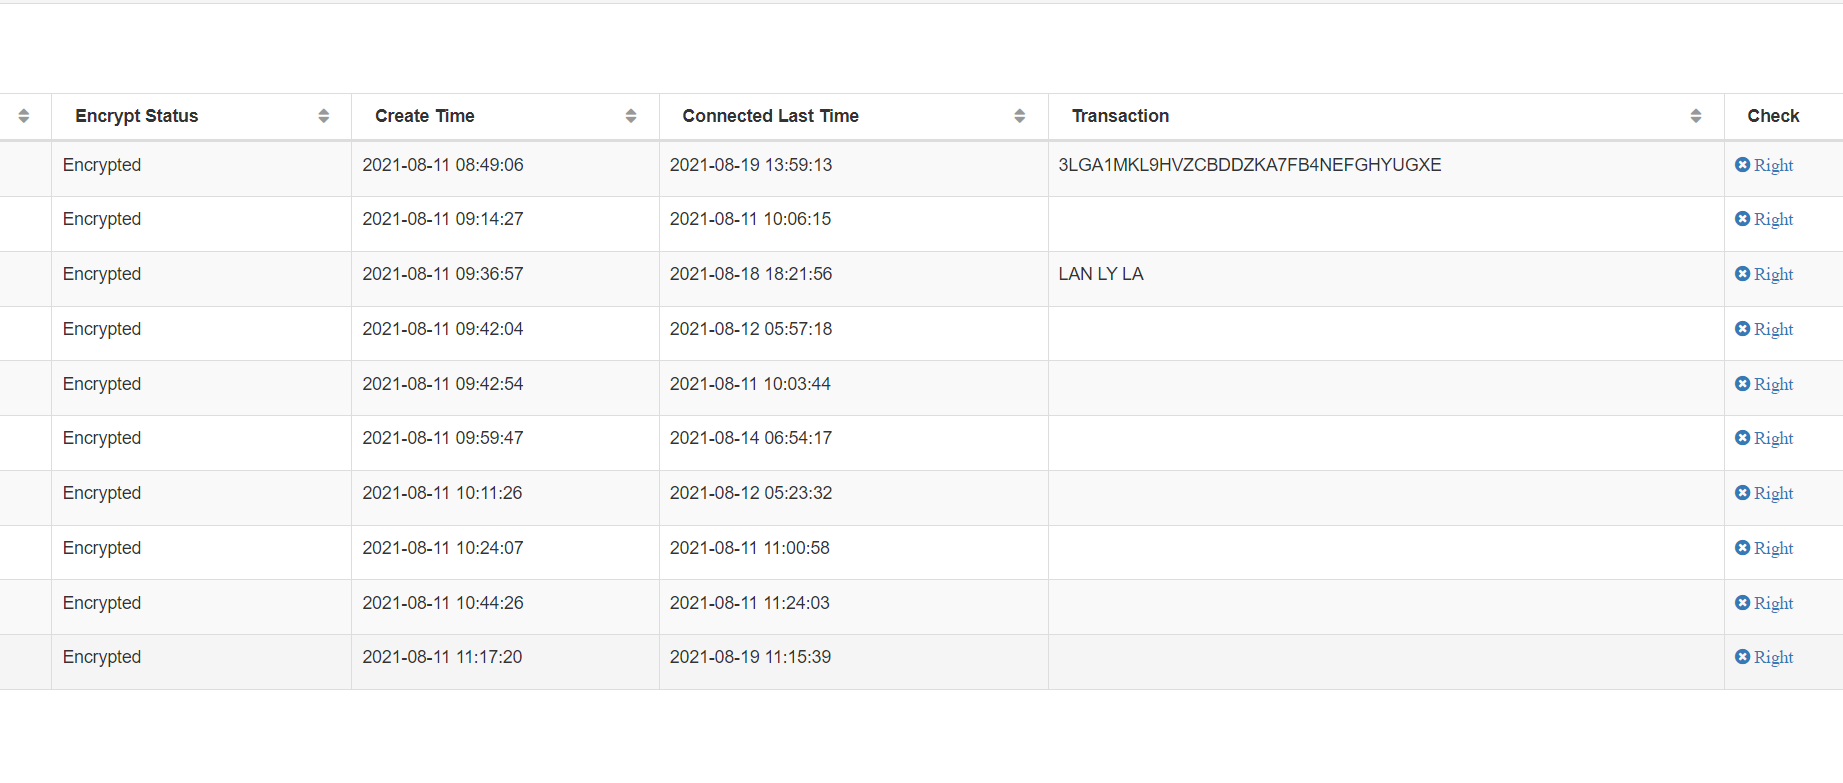 Encrypt Status Create Time Connected Last Time Transaction Check
Encrypted 2021-08-11 08:49:06 2021-08-19 13:59:13 3LGA1MKL9HVZCBDDZKA7FB4NEFGHYUGXE Right
Encrypted 2021-08-11 09:14:27 2021-08-11 10:06:15 Right
Encrypted 2021-08-11 09:36:57 2021-08-18 18:21:56 LAN LY LA Right
Encrypted 2021-08-11 09:42:04 2021-08-12 05:57:18 Right
Encrypted 2021-08-11 09:42:54 2021-08-11 10:03:44 Right
Encrypted 2021-08-11 09:59:47 2021-08-14 06:54:17 Right
Encrypted 2021-08-11 10:11:26 2021-08-12 05:23:32 Right
Encrypted 2021-08-11 10:24:07 2021-08-11 11:00:58 Right
Encrypted 2021-08-11 10:44:26 2021-08-11 11:24:03 Right
Encrypted 2021-08-11 11:17:20 2021-08-19 11:15:39 Right